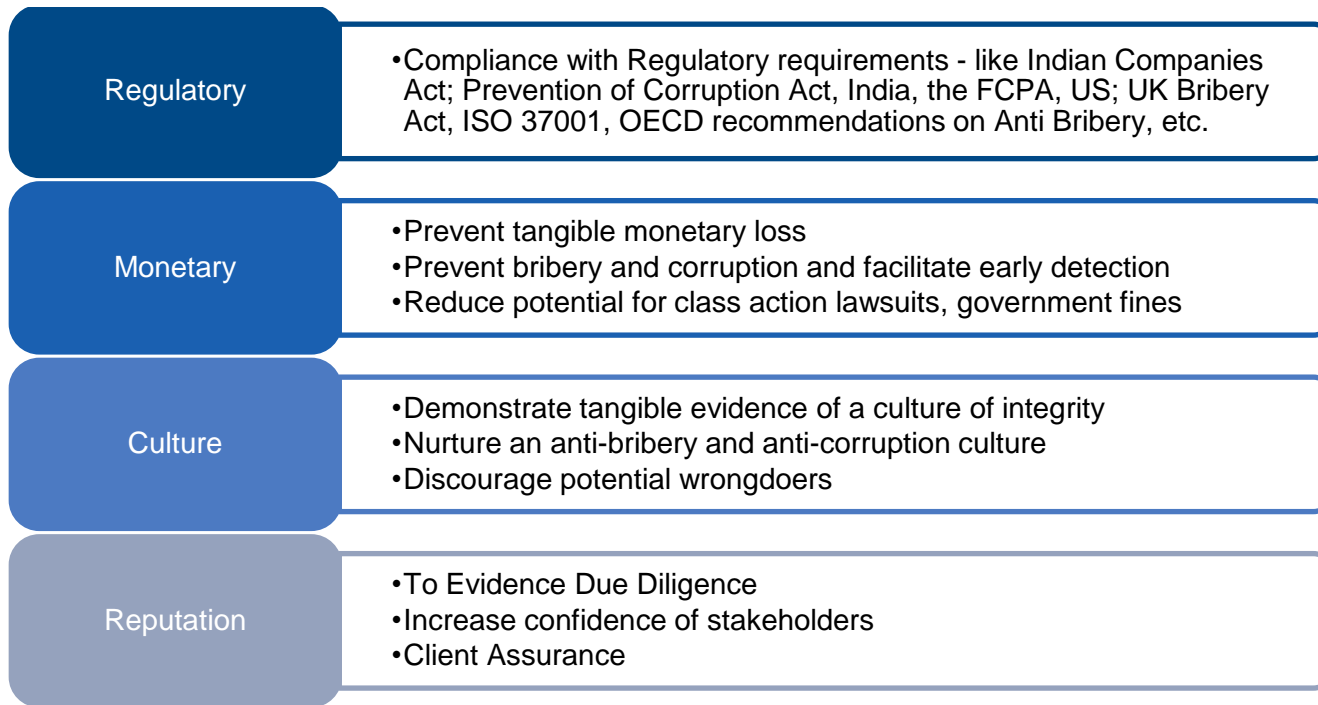 Regulatory
•Compliance with Regulatory requirements - like Indian Companies
Act; Prevention of Corruption Act, India, the FCPA, US; UK Bribery
Act, ISO 37001, OECD recommendations on Anti Bribery, etc.
Monetary
•Prevent tangible monetary loss
•Prevent bribery and corruption and facilitate early detection
•Reduce potential for class action lawsuits, government fines
Culture
•Demonstrate tangible evidence of a culture of integrity
•Nurture an anti-bribery and anti-corruption culture
•Discourage potential wrongdoers
Reputation
•To Evidence Due Diligence
•Increase confidence of stakeholders
•Client Assurance